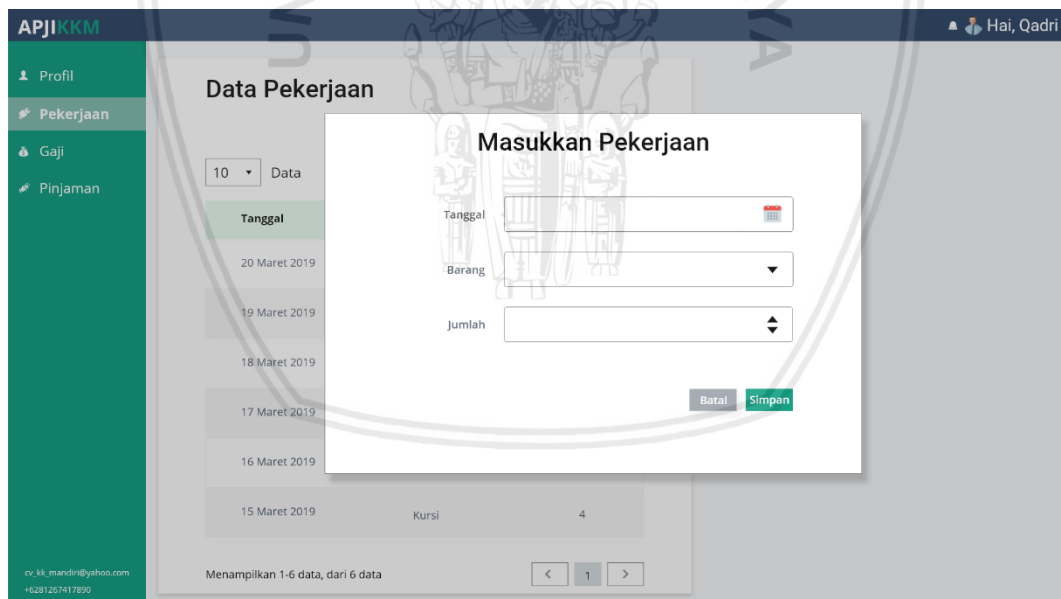 APJIKKM
Hai, Qadri
Profil
Pekerjaan
Gaji
Pinjaman
cv_kk_mandiri@yahoo.com
+6281267417890
Data Pekerjaan
10 Data
Tanggal
20 Maret 2019
19 Maret 2019
18 Maret 2019
17 Maret 2019
16 Maret 2019
15 Maret 2019 Kursi 4
Menampilkan 1-6 data, dari 6 data
< 1 >
Masukkan Pekerjaan
Tanggal
Barang
Jumlah
Batal Simpan
YA